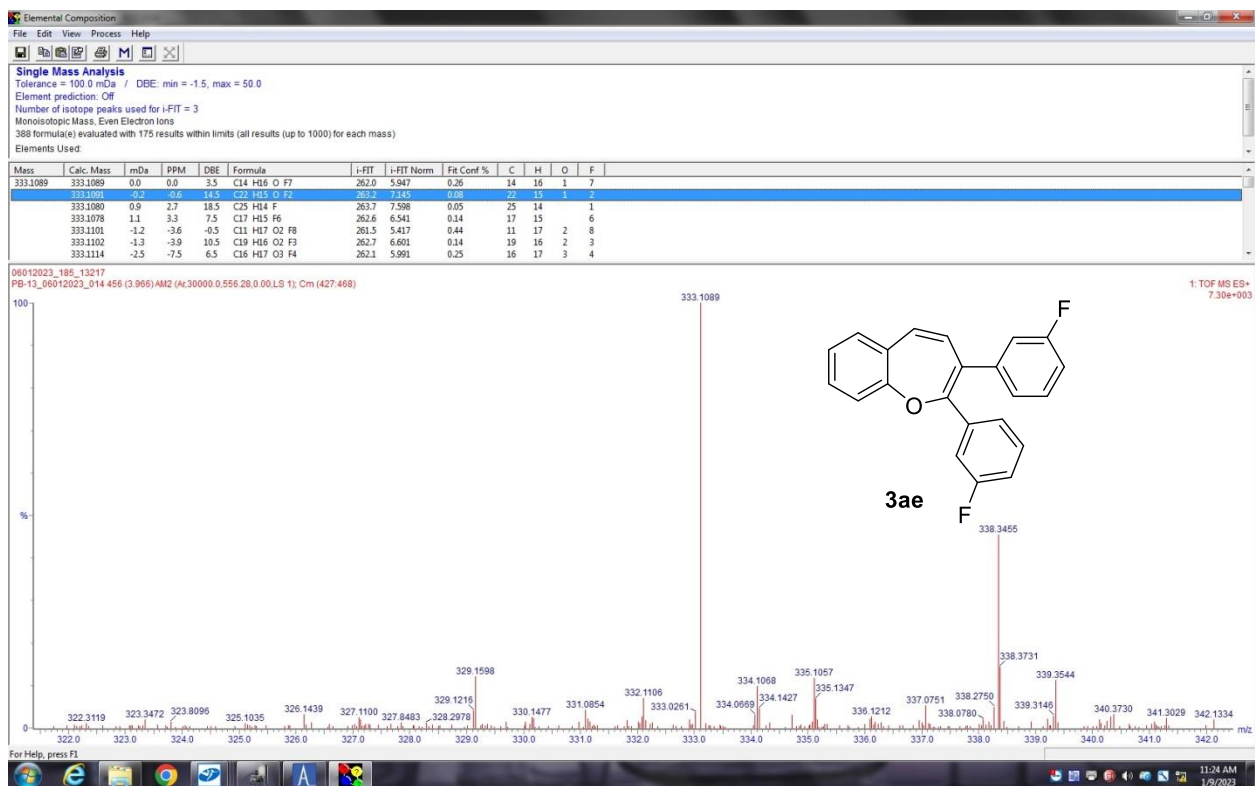 Elemental Composition
File Edit View Process Help
M
Single Mass Analysis
Tolerance = 100.0 mDa / DBE: min = -1.5, max = 50.0
Element prediction: Off
Number of isotope peaks used for i-FIT = 3
Monoisotopic Mass, Even Electron Ions
388 formula(e) evaluated with 175 results within limits (all results (up to 1000) for each mass)
Elements Used:
Mass Calc. Mass mDa PPM DBE Formula i-FIT i-FIT Norm Fit Conf % C H O F
333.1089 333.1089 0.0 0.0 3.5 C14 H16 O F7 262.0 5.947 0.26 14 16 1 7
333.1091 -0.2 -0.6 14.5 C22 H15 O F2 263.2 7.145 0.08 22 15 1 2
333.1080 0.9 2.7 18.5 C25 H14 F 263.7 7.598 0.05 25 14 1
333.1078 1.1 3.3 7.5 C17 H15 F6 262.6 6.541 0.14 17 15 6
333.1101 -1.2 -3.6 -0.5 C11 H17 O2 F8 261.5 5.417 0.44 11 17 2 8
333.1102 -1.3 -3.9 10.5 C19 H16 O2 F3 262.7 6.601 0.14 19 16 2 3
333.1114 -2.5 -7.5 6.5 C16 H17 O3 F4 262.1 5.991 0.25 16 17 3 4
06012023_185_13217
PB-13_06012023_014 456 (3.966) AM2 (Ar,30000.0,556.28,0.00,LS 1); Cm (427:468)
1: TOF MS ES+
7.30e+003
100
333.1089
F
O
3ae
F
%
338.3455
338.3731
329.1598
335.1057
339.3544
334.1068
332.1106
335.1347
329.1216
334.1427
338.2750
331.0854
333.0261
334.0669
337.0751
339.3146
340.3730
326.1439
322.3119
323.3472
323.8096
325.1035
327.1100
327.8483
328.2978
330.1477
336.1212
338.0780
341.3029
342.1334
0
322.0 323.0 324.0 325.0 326.0 327.0 328.0 329.0 330.0 331.0 332.0 333.0 334.0 335.0 336.0 337.0 338.0 339.0 340.0 341.0 342.0
m/z
For Help, press F1
11:24 AM
1/9/2023